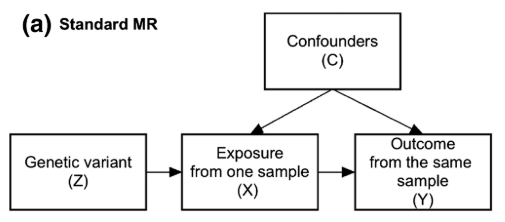 (a) Standard MR
Confounders
(C)
Genetic variant
(Z)
Exposure
from one sample
(X)
Outcome
from the same
sample
(Y)